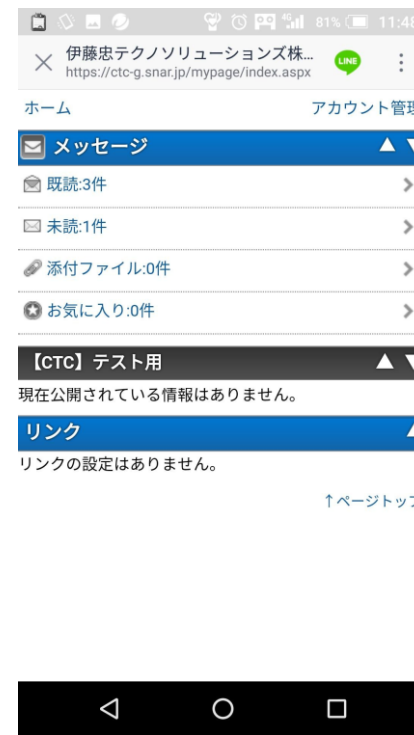 81% 11:48
伊藤忠テクノソリューションズ株...
https://ctc-g.snar.jp/mypage/index.aspx
LINE
ホーム
アカウント管理
メッセージ ▲ ▼
既読:3件
未読:1件
添付ファイル:0件
お気に入り:0件
【CTC】テスト用 ▲ ▼
現在公開されている情報はありません。
リンク ▲
リンクの設定はありません。
↑ページトップ